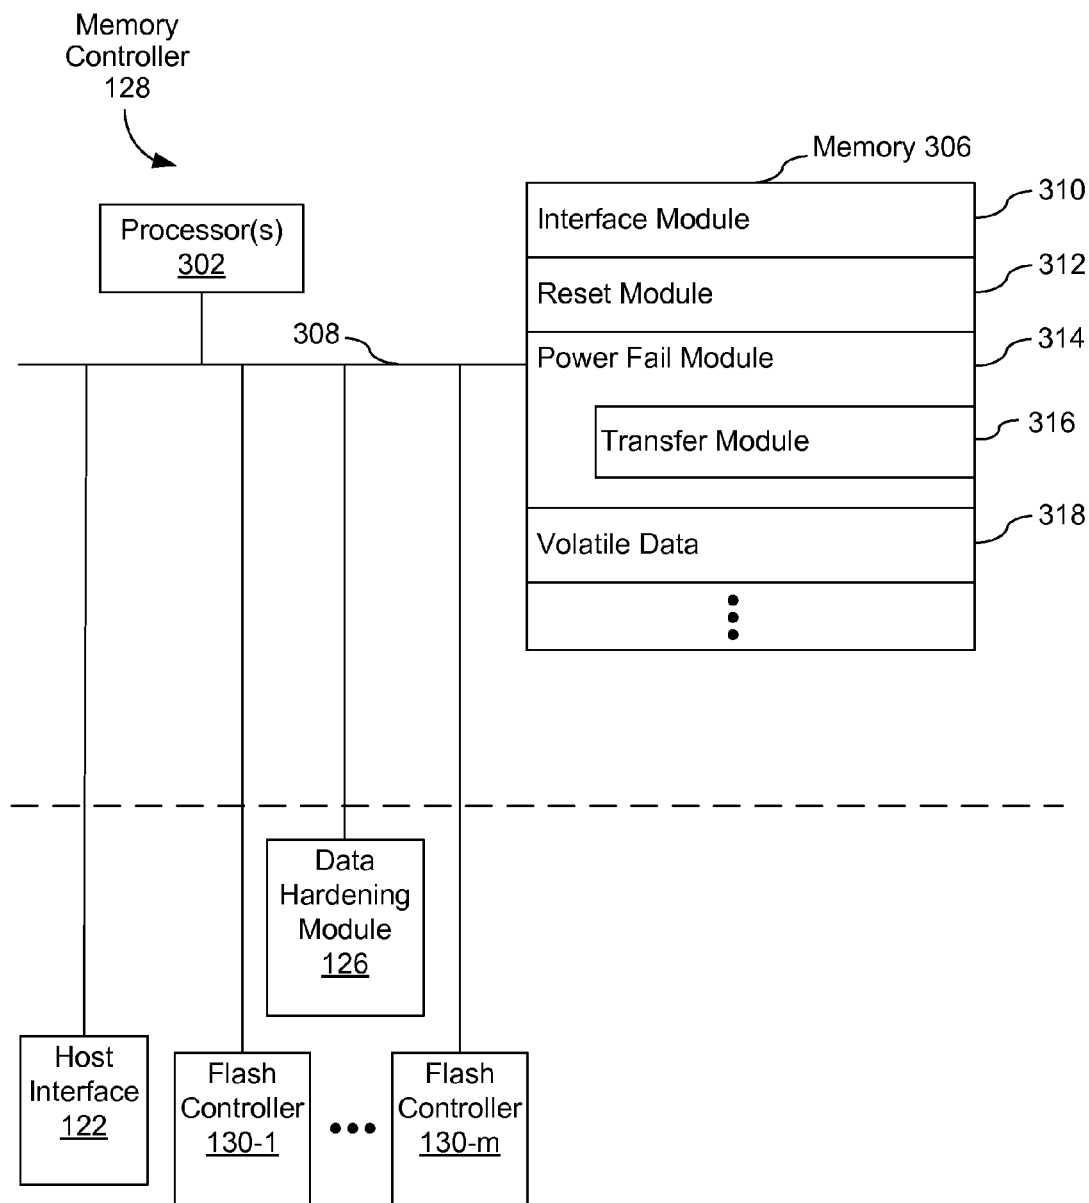 Memory
Controller
128
Memory 306
Processor(s)
302
308
Interface Module
310
Reset Module
312
Power Fail Module
314
Transfer Module
316
Volatile Data
318
Data
Hardening
Module
126
Host
Interface
122
Flash
Controller
130-1
Flash
Controller
130-m